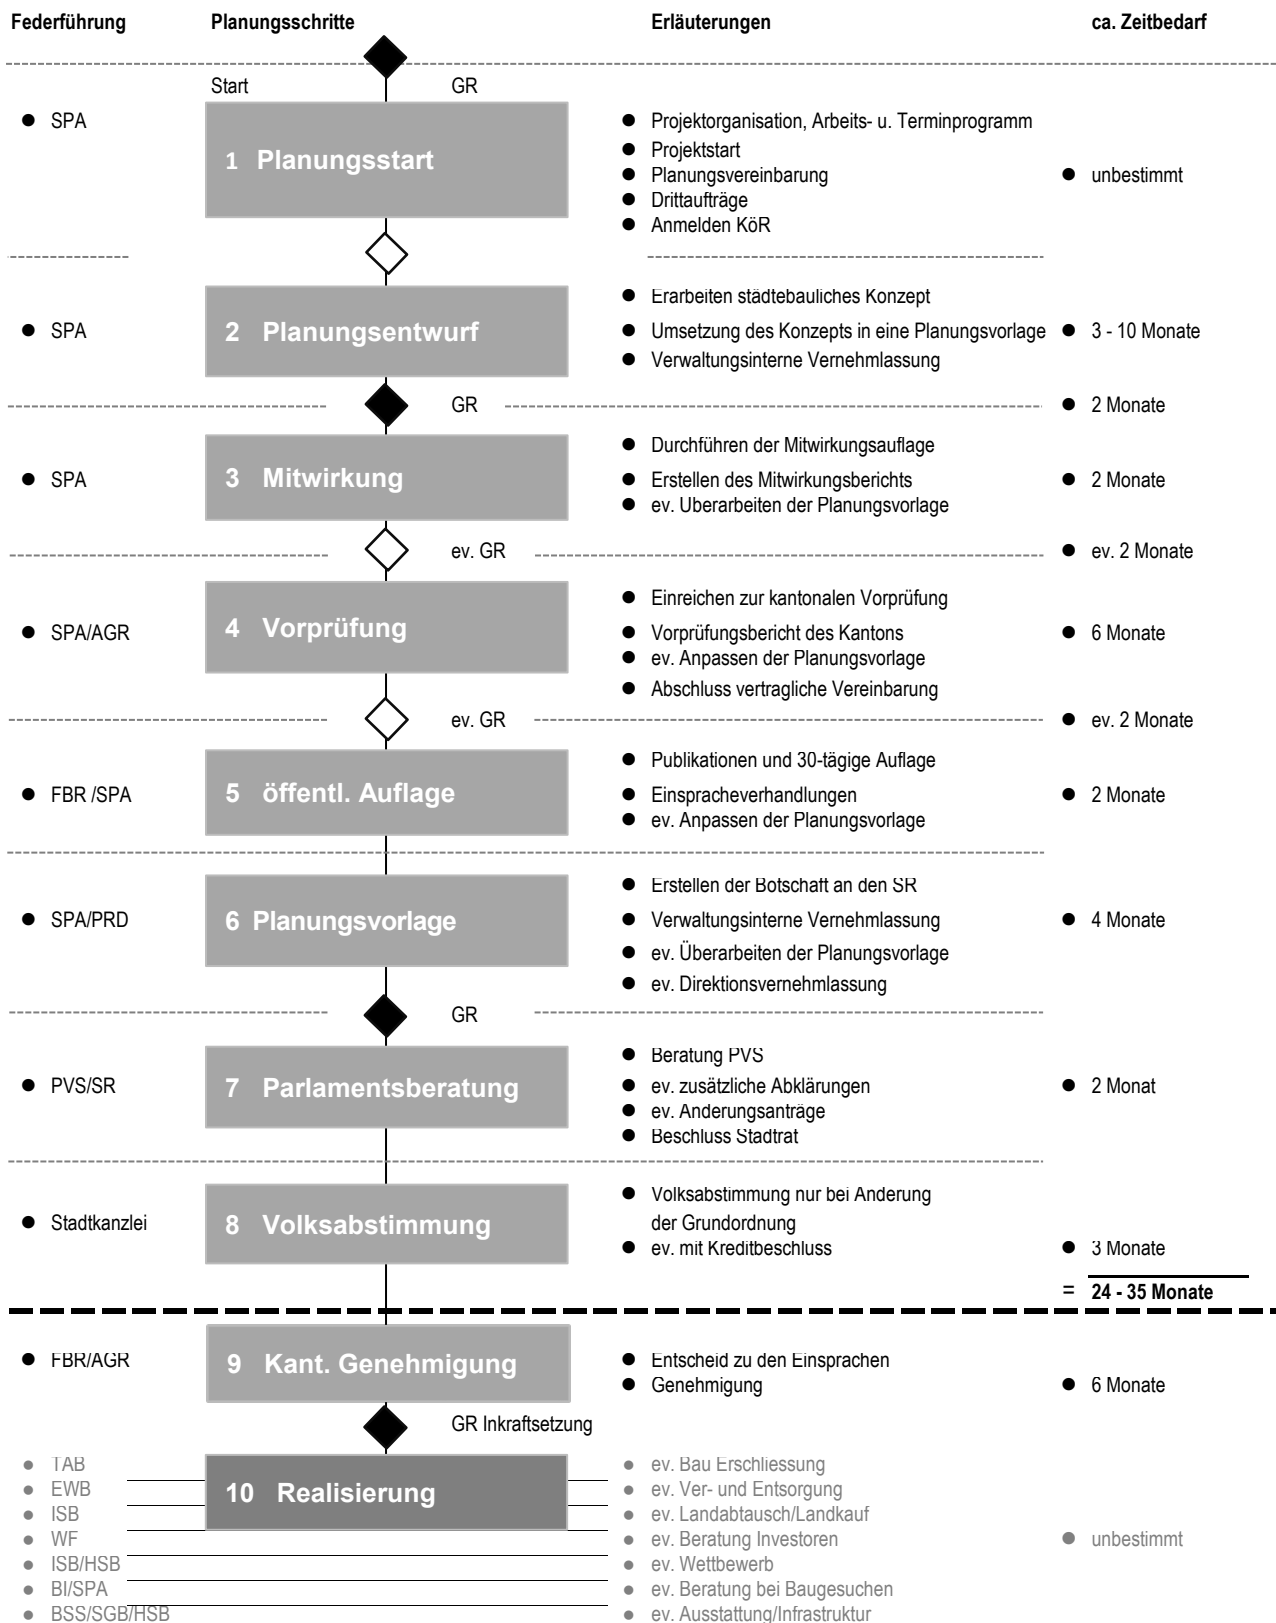 Federführung Planungsschritte Erläuterungen ca. Zeitbedarf
Start GR
● SPA
1 Planungsstart
● Projektorganisation, Arbeits- u. Terminprogramm
● Projektstart
● Planungsvereinbarung
● unbestimmt
● Drittaufträge
● Anmelden KöR
● SPA
2 Planungsentwurf
● Erarbeiten städtebauliches Konzept
● Umsetzung des Konzepts in eine Planungsvorlage
● 3 - 10 Monate
● Verwaltungsinterne Vernehmlassung
GR
● 2 Monate
● SPA
3 Mitwirkung
● Durchführen der Mitwirkungsauflage
● Erstellen des Mitwirkungsberichts
● 2 Monate
● ev. Uberarbeiten der Planungsvorlage
ev. GR
● ev. 2 Monate
● SPA/AGR
4 Vorprüfung
● Einreichen zur kantonalen Vorprüfung
● Vorprüfungsbericht des Kantons
● 6 Monate
● ev. Anpassen der Planungsvorlage
● Abschluss vertragliche Vereinbarung
ev. GR
● ev. 2 Monate
● FBR /SPA
5 öffentl. Auflage
● Publikationen und 30-tägige Auflage
● Einspracheverhandlungen
● 2 Monate
● ev. Anpassen der Planungsvorlage
● SPA/PRD
6 Planungsvorlage
● Erstellen der Botschaft an den SR
● Verwaltungsinterne Vernehmlassung
● 4 Monate
● ev. Überarbeiten der Planungsvorlage
● ev. Direktionsvernehmlassung
GR
● PVS/SR
7 Parlamentsberatung
● Beratung PVS
● ev. zusätzliche Abklärungen
● 2 Monat
● ev. Anderungsanträge
● Beschluss Stadtrat
● Stadtkanzlei
8 Volksabstimmung
● Volksabstimmung nur bei Anderung
der Grundordnung
● ev. mit Kreditbeschluss
● 3 Monate
= 24 - 35 Monate
● FBR/AGR
9 Kant. Genehmigung
● Entscheid zu den Einsprachen
● Genehmigung
● 6 Monate
GR Inkraftsetzung
10 Realisierung
● TAB ● ev. Bau Erschliessung
● EWB ● ev. Ver- und Entsorgung
● ISB ● ev. Landabtausch/Landkauf
● WF ● ev. Beratung Investoren ● unbestimmt
● ISB/HSB ● ev. Wettbewerb
● BI/SPA ● ev. Beratung bei Baugesuchen
● BSS/SGB/HSB ● ev. Ausstattung/Infrastruktur